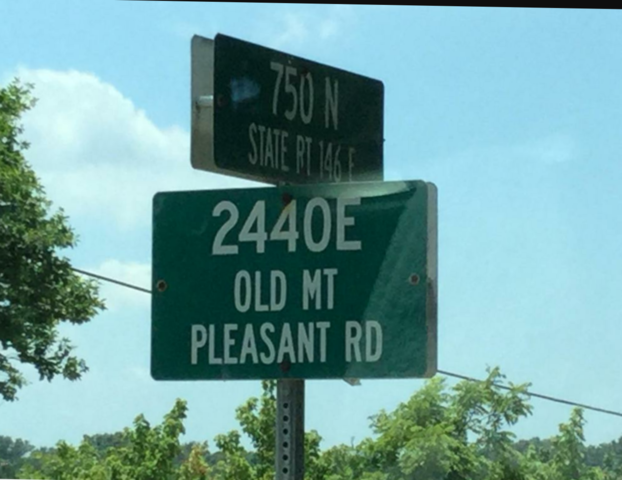 750 N
STATE RT 146 E
2440E
OLD MT
PLEASANT RD